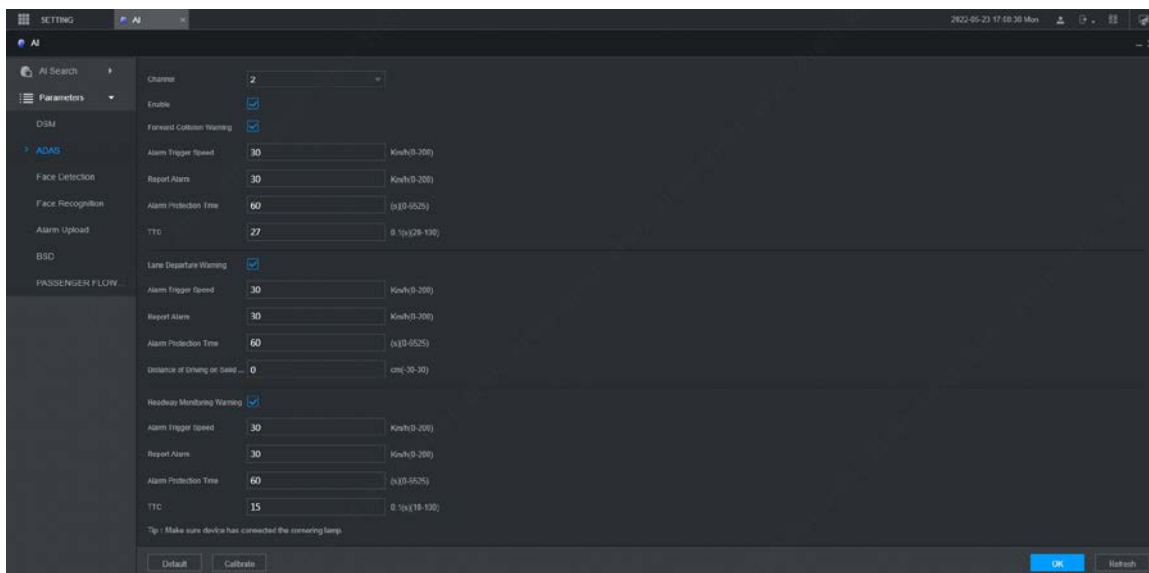 SETTING
AI
2022-05-23 17:08:30 Mon
AI
AI Search
Parameters
DSM
ADAS
Face Detection
Face Recognition
Alarm Upload
BSD
PASSENGER FLOW...
Channel 2
Enable
Forward Collision Warning
Alarm Trigger Speed 30 Km/h(0-200)
Report Alarm 30 Km/h(0-200)
Alarm Protection Time 60 (s)(0-6525)
TTC 27 0.1(s)(20-100)
Lane Departure Warning
Alarm Trigger Speed 30 Km/h(0-200)
Report Alarm 30 Km/h(0-200)
Alarm Protection Time 60 (s)(0-6525)
Distance of Driving on Solid ... 0 cm(-30-30)
Headway Monitoring Warning
Alarm Trigger Speed 30 Km/h(0-200)
Report Alarm 30 Km/h(0-200)
Alarm Protection Time 60 (s)(0-6525)
TTC 15 0.1(s)(10-100)
Tip : Make sure device has connected the cornering lamp.
Default Calibrate OK Refresh